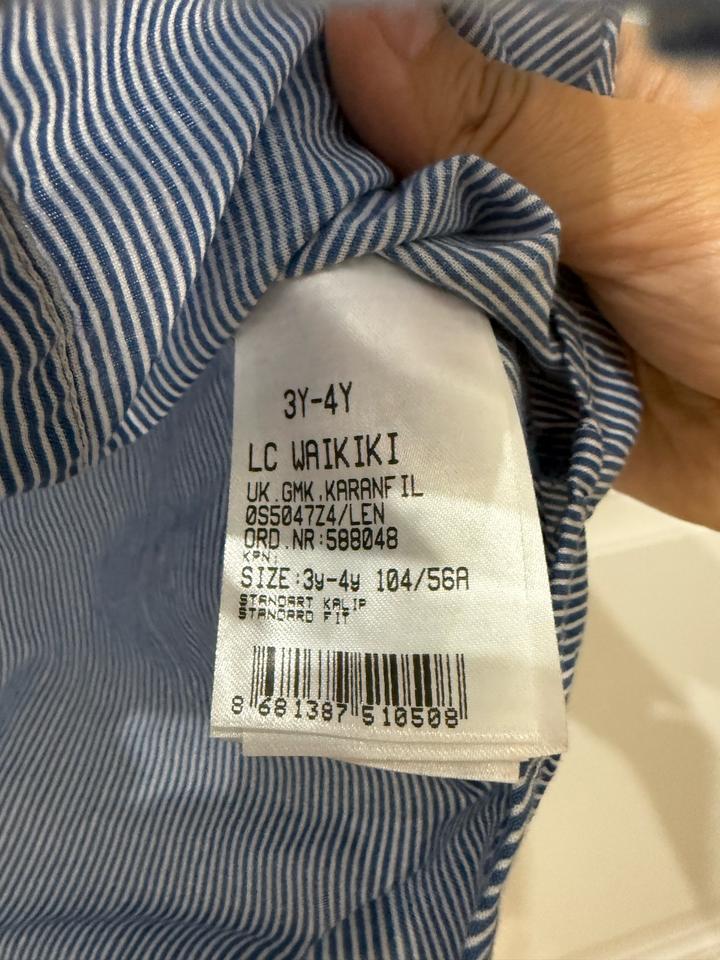 3Y-4Y
LC WAIKIKI
UK.GMK.KARANFIL
0S5047Z4/LEN
ORD.NR:588048
KPN:
SIZE:3y-4y 104/56A
STANDART KALIP
STANDARD FIT
8 681387 510508